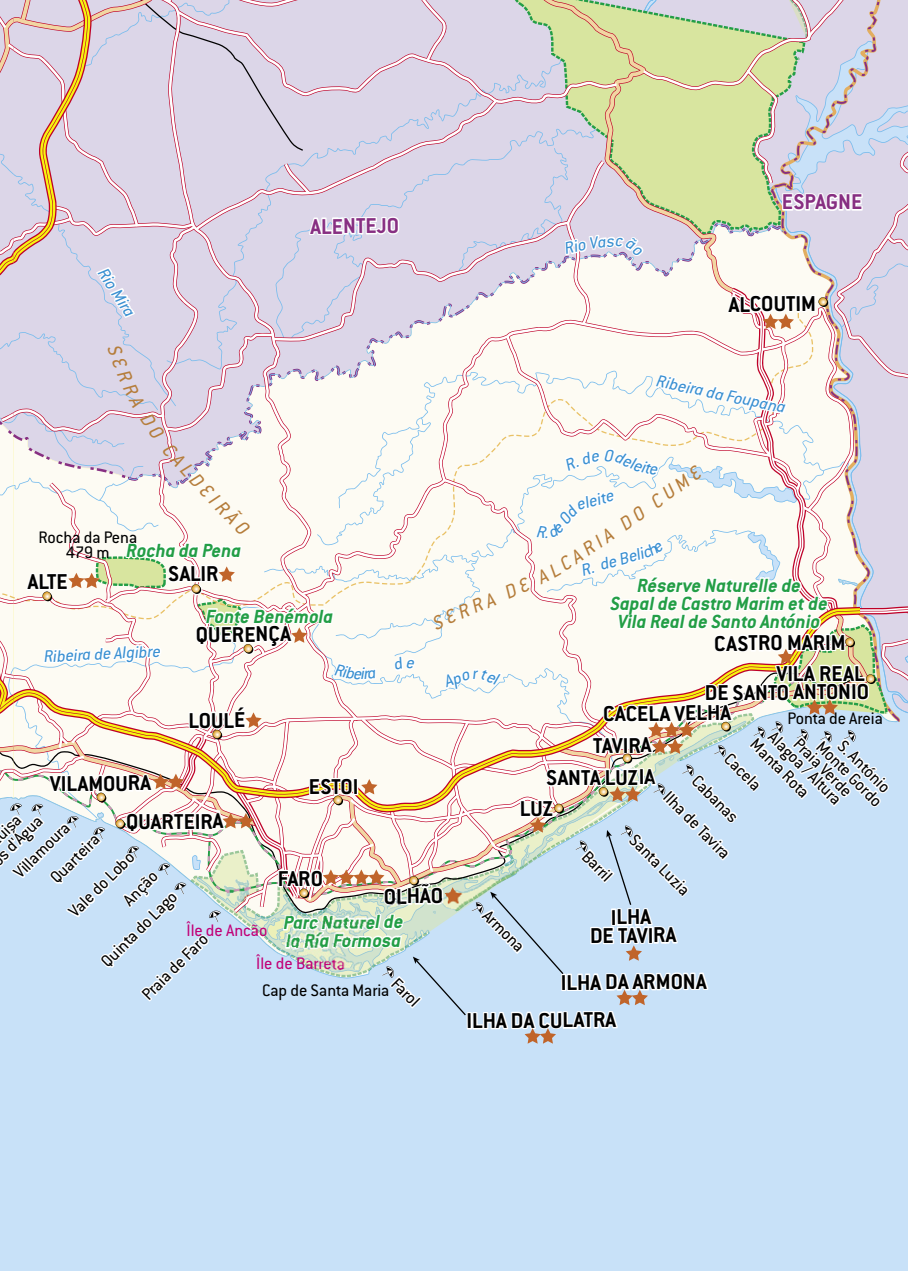 ESPAGNE
ALENTEJO
Rio Vascão
Rio Mira
ALCOUTIM
SERRA DO CALDEIRÃO
Ribeira da Foupana
R. de Odeleite
R. de Odeleite
SERRA DE ALCARIA DO CUME
R. de Beliche
Rocha da Pena
479 m
Rocha da Pena
ALTE
SALIR
Fonte Benémola
QUERENÇA
Réserve Naturelle de
Sapal de Castro Marim et de
Vila Real de Santo António
CASTRO MARIM
Ribeira de Algibre
Ribeira de Aportel
VILA REAL
DE SANTO ANTONIO
Ponta de Areia
CACELA VELHA
LOULÉ
TAVIRA
SANTA LUZIA
VILAMOURA
ESTOI
LUZ
QUARTEIRA
FARO
OLHÃO
S. António
Monte Gordo
Praia Verde
Alagoa / Altura
Manta Rota
Cacela
Cabanas
Ilha de Tavira
Santa Luzia
Barril
Armona
Farol
d'Água
Villamoura
Quarteira
Vale do Lobo
Anção
Quinta do Lago
Praia de Faro
Parc Naturel de
la Ría Formosa
Île de Ancão
Île de Barreta
Cap de Santa Maria
ILHA
DE TAVIRA
ILHA DA ARMONA
ILHA DA CULATRA